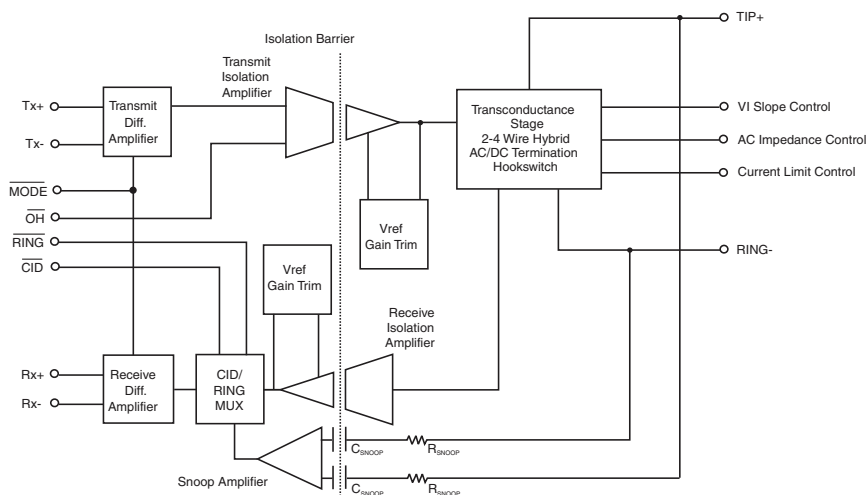 TIP+
Isolation Barrier
Transmit
Isolation
Amplifier
Tx+
Tx-
Transmit
Diff.
Amplifier
Transconductance
Stage
2-4 Wire Hybrid
AC/DC Termination
Hookswitch
VI Slope Control
AC Impedance Control
Current Limit Control
MODE
OH
RING
CID
Vref
Gain Trim
Vref
Gain Trim
RING-
Receive
Isolation
Amplifier
Rx+
Rx-
Receive
Diff.
Amplifier
CID/
RING
MUX
Snoop Amplifier
CSNOOP
RSNOOP
CSNOOP
RSNOOP